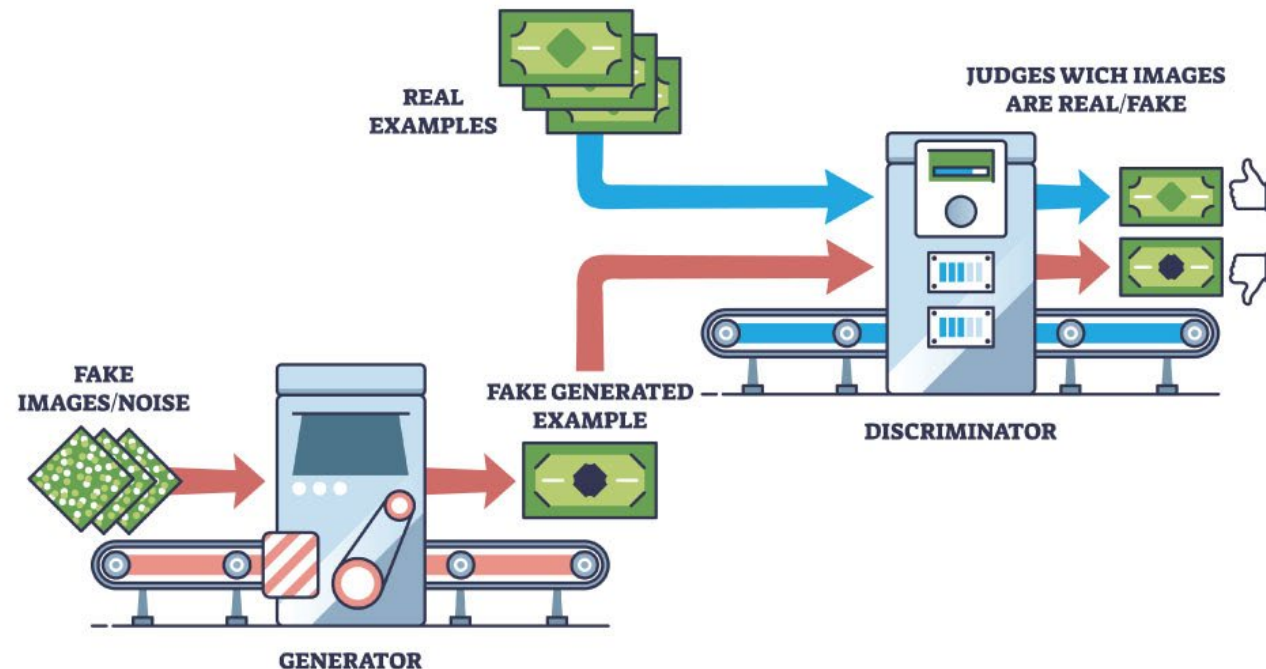 REAL
EXAMPLES
JUDGES WICH IMAGES
ARE REAL/FAKE
FAKE
IMAGES/NOISE
FAKE GENERATED
EXAMPLE
DISCRIMINATOR
GENERATOR